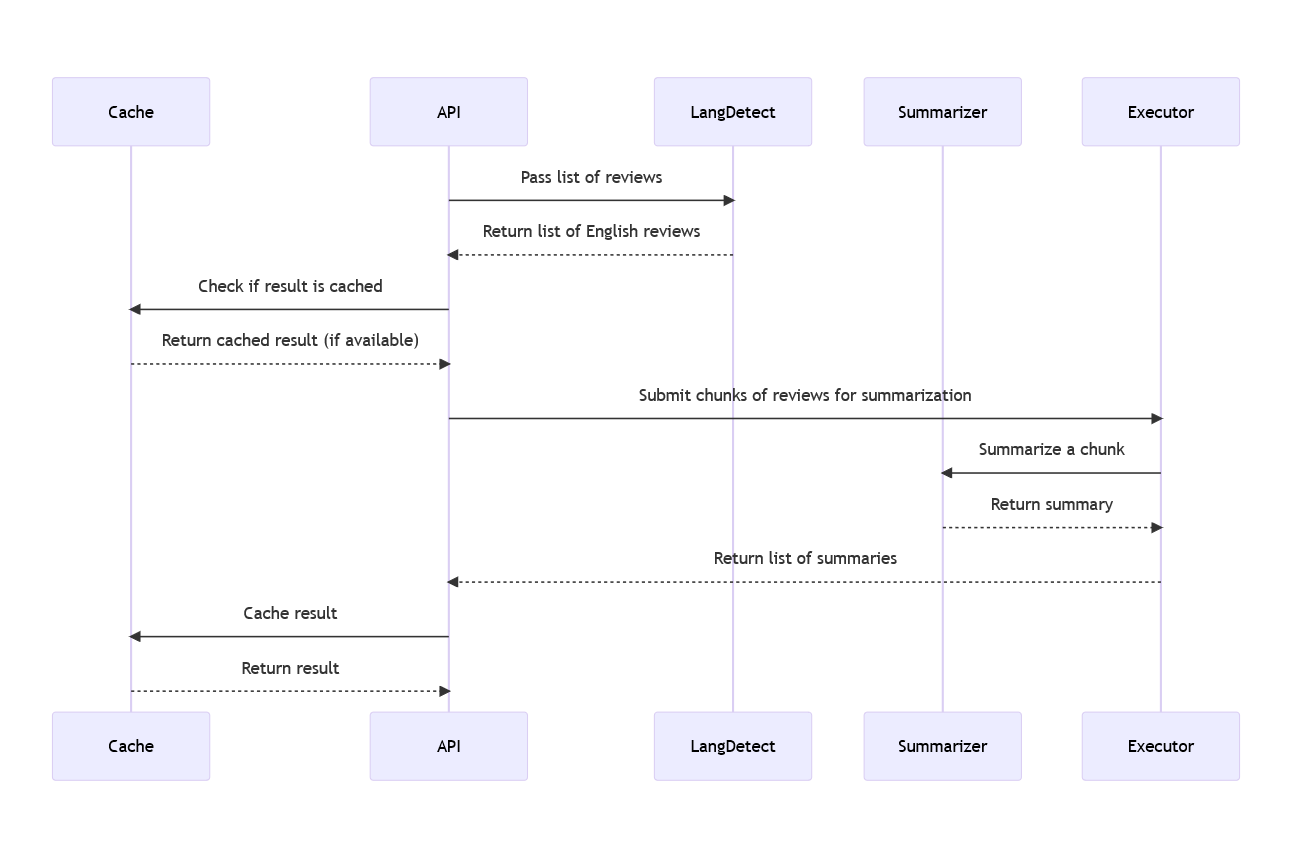 Cache
API
LangDetect
Summarizer
Executor
Pass list of reviews
Return list of English reviews
Check if result is cached
Return cached result (if available)
Submit chunks of reviews for summarization
Summarize a chunk
Return summary
Return list of summaries
Cache result
Return result
Cache
API
LangDetect
Summarizer
Executor